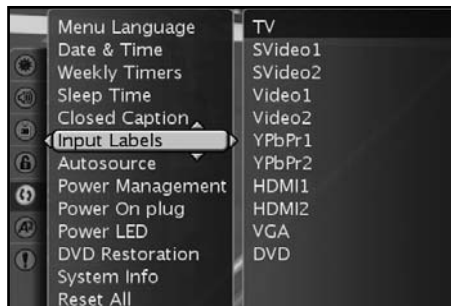 Menu Language
Date & Time
Weekly Timers
Sleep Time
Closed Caption
Input Labels
Autosource
Power Management
Power On plug
Power LED
DVD Restoration
System Info
Reset All
TV
SVideo1
SVideo2
Video1
Video2
YPbPr1
YPbPr2
HDMI1
HDMI2
VGA
DVD